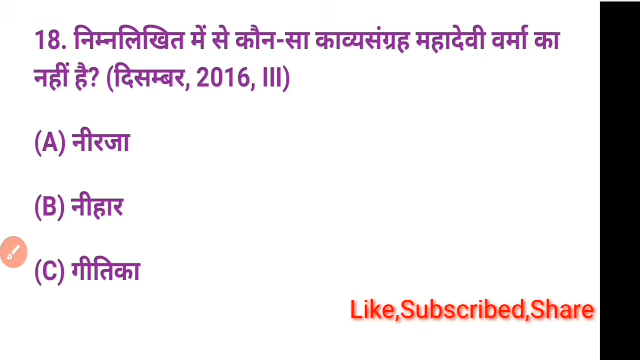 18. निम्नलिखित में से कौन-सा काव्यसंग्रह महादेवी वर्मा का
नहीं है? (दिसम्बर, 2016, III)
(A) नीरजा
(B) नीहार
(C) गीतिका
Like,Subscribed,Share